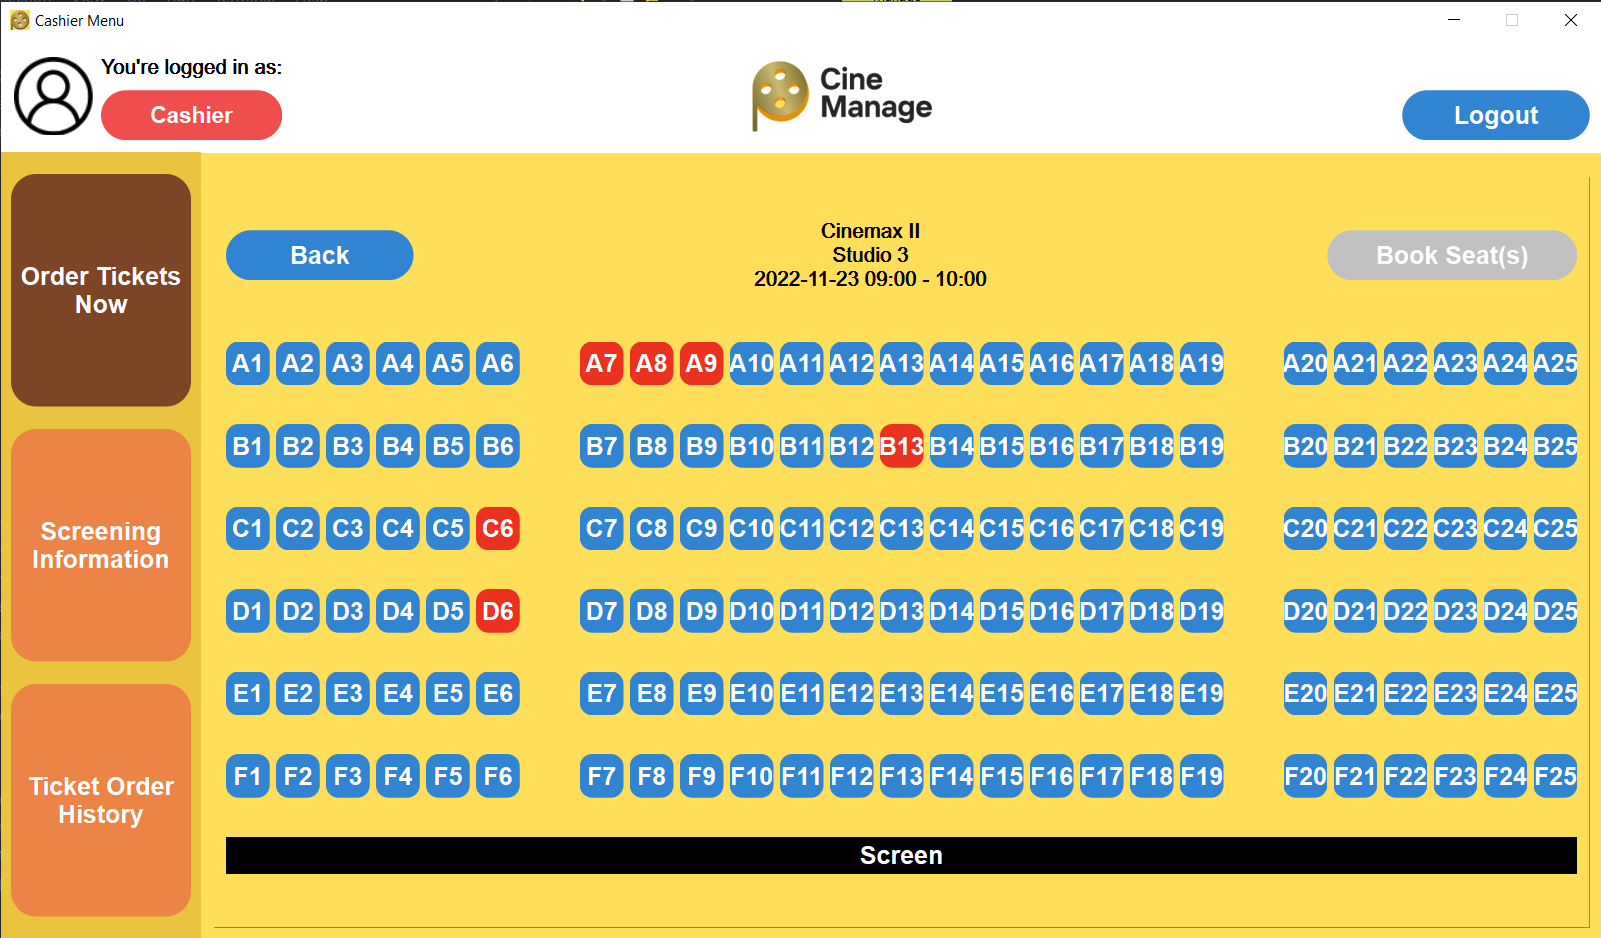 Cashier Menu
You're logged in as:
Cashier
Cine
Manage
Logout
Order Tickets
Now
Screening
Information
Ticket Order
History
Back
Cinemax II
Studio 3
2022-11-23 09:00 - 10:00
Book Seat(s)
A1 A2 A3 A4 A5 A6 A7 A8 A9 A10 A11 A12 A13 A14 A15 A16 A17 A18 A19 A20 A21 A22 A23 A24 A25
B1 B2 B3 B4 B5 B6 B7 B8 B9 B10 B11 B12 B13 B14 B15 B16 B17 B18 B19 B20 B21 B22 B23 B24 B25
C1 C2 C3 C4 C5 C6 C7 C8 C9 C10 C11 C12 C13 C14 C15 C16 C17 C18 C19 C20 C21 C22 C23 C24 C25
D1 D2 D3 D4 D5 D6 D7 D8 D9 D10 D11 D12 D13 D14 D15 D16 D17 D18 D19 D20 D21 D22 D23 D24 D25
E1 E2 E3 E4 E5 E6 E7 E8 E9 E10 E11 E12 E13 E14 E15 E16 E17 E18 E19 E20 E21 E22 E23 E24 E25
F1 F2 F3 F4 F5 F6 F7 F8 F9 F10 F11 F12 F13 F14 F15 F16 F17 F18 F19 F20 F21 F22 F23 F24 F25
Screen